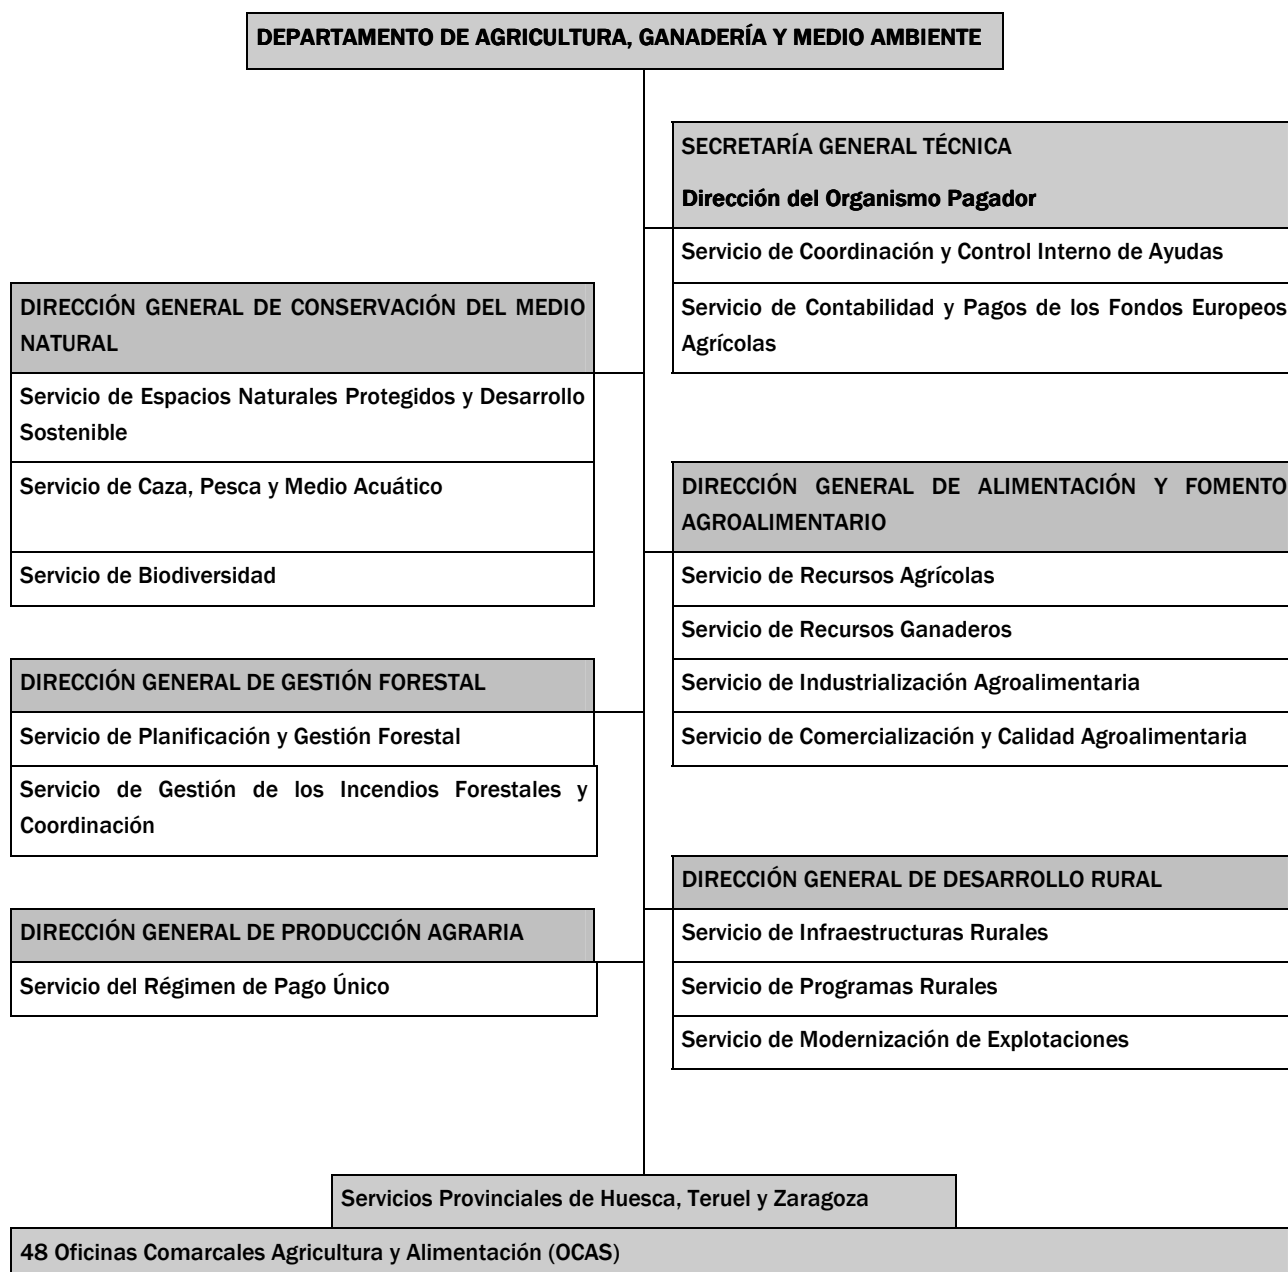 DEPARTAMENTO DE AGRICULTURA, GANADERÍA Y MEDIO AMBIENTE
SECRETARÍA GENERAL TÉCNICA
Dirección del Organismo Pagador
Servicio de Coordinación y Control Interno de Ayudas
Servicio de Contabilidad y Pagos de los Fondos Europeos
Agrícolas
DIRECCIÓN GENERAL DE CONSERVACIÓN DEL MEDIO
NATURAL
Servicio de Espacios Naturales Protegidos y Desarrollo
Sostenible
Servicio de Caza, Pesca y Medio Acuático
Servicio de Biodiversidad
DIRECCIÓN GENERAL DE ALIMENTACIÓN Y FOMENTO
AGROALIMENTARIO
Servicio de Recursos Agrícolas
Servicio de Recursos Ganaderos
Servicio de Industrialización Agroalimentaria
Servicio de Comercialización y Calidad Agroalimentaria
DIRECCIÓN GENERAL DE GESTIÓN FORESTAL
Servicio de Planificación y Gestión Forestal
Servicio de Gestión de los Incendios Forestales y
Coordinación
DIRECCIÓN GENERAL DE DESARROLLO RURAL
Servicio de Infraestructuras Rurales
Servicio de Programas Rurales
Servicio de Modernización de Explotaciones
DIRECCIÓN GENERAL DE PRODUCCIÓN AGRARIA
Servicio del Régimen de Pago Único
Servicios Provinciales de Huesca, Teruel y Zaragoza
48 Oficinas Comarcales Agricultura y Alimentación (OCAS)